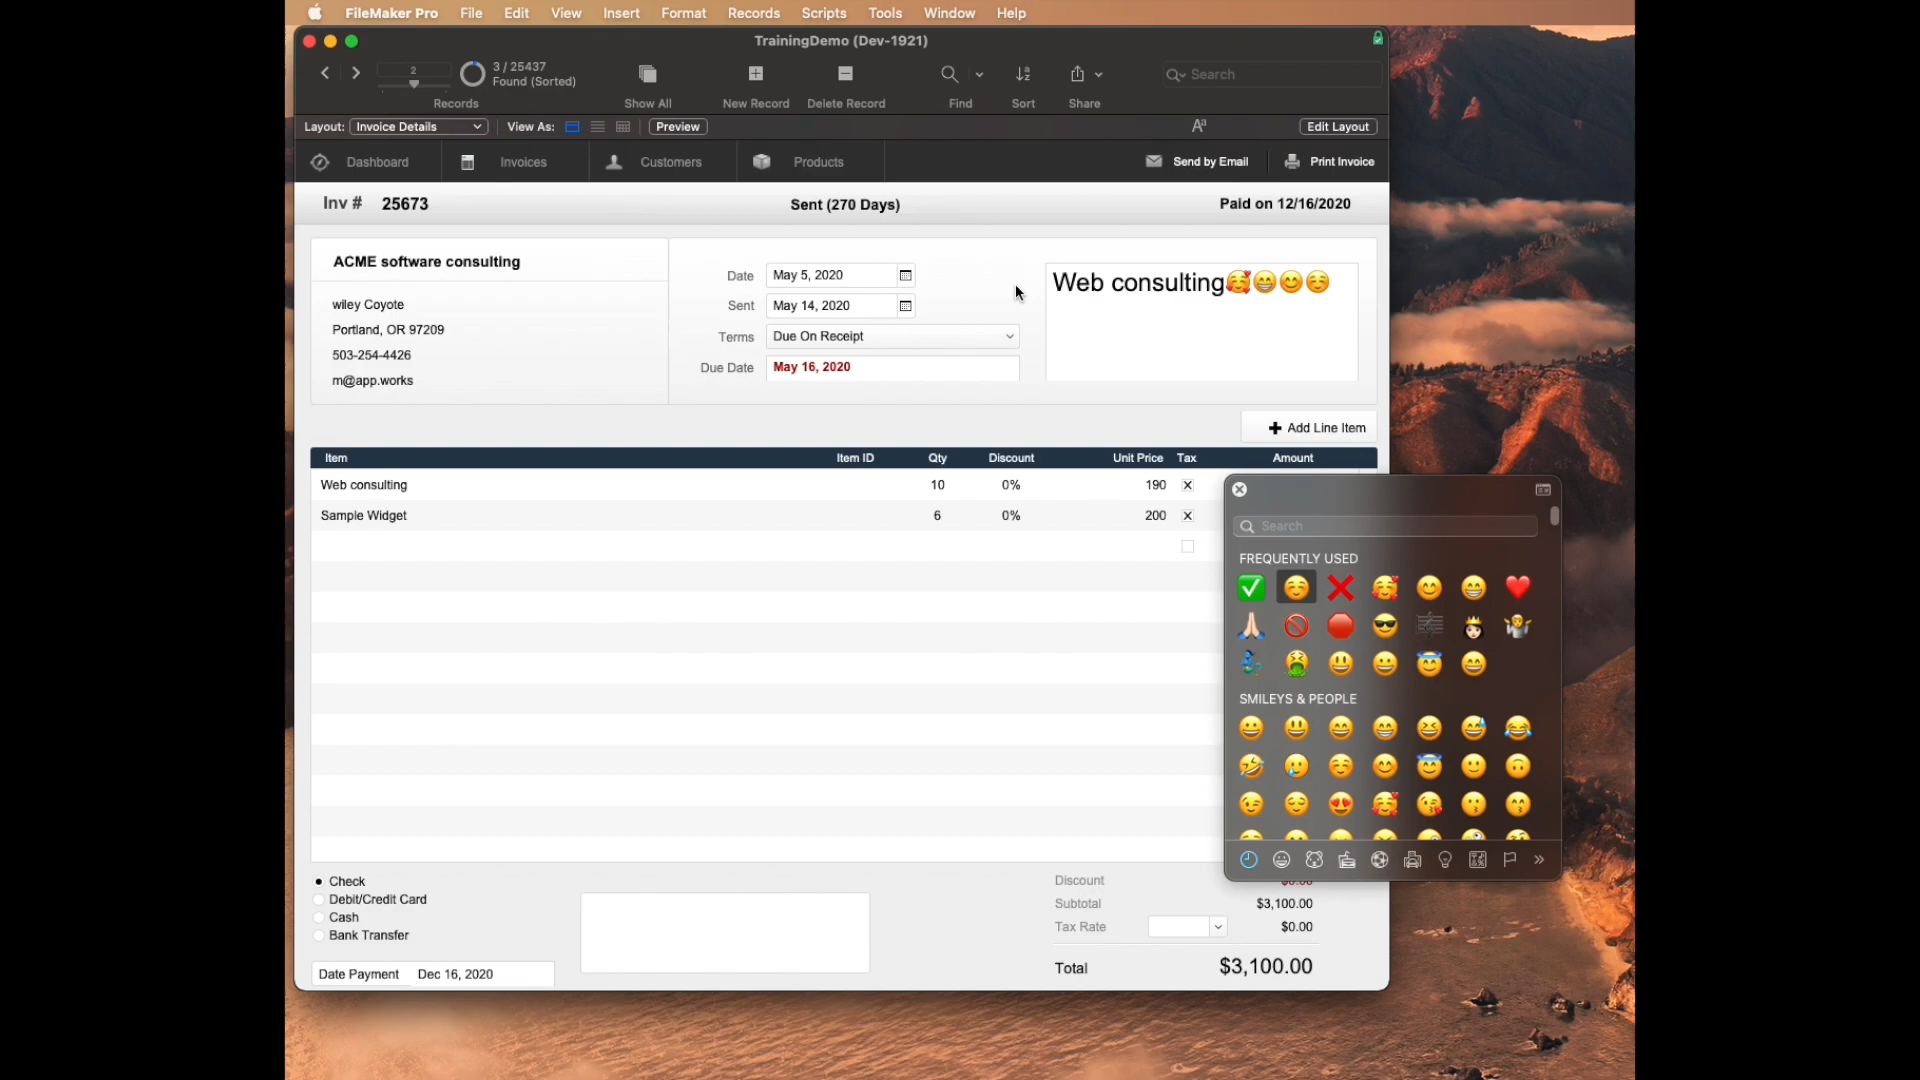 FileMaker Pro File Edit View Insert Format Records Scripts Tools Window Help
TrainingDemo (Dev-1921)
2
3 / 25437
Found (Sorted)
Search
Records Show All New Record Delete Record Find Sort Share
Layout: Invoice Details View As: Preview Aª Edit Layout
Dashboard Invoices Customers Products Send by Email Print Invoice
Inv # 25673 Sent (270 Days) Paid on 12/16/2020
ACME software consulting
wiley Coyote
Portland, OR 97209
503-254-4426
m@app.works
Date May 5, 2020
Sent May 14, 2020
Terms Due On Receipt
Due Date May 16, 2020
Web consulting🥰😁😊☺️
Add Line Item
Item Item ID Qty Discount Unit Price Tax Amount
Web consulting 10 0% 190
Sample Widget 6 0% 200
Search
FREQUENTLY USED
SMILEYS & PEOPLE
Check
Debit/Credit Card
Cash
Bank Transfer
Date Payment Dec 16, 2020
Discount $0.00
Subtotal $3,100.00
Tax Rate $0.00
Total $3,100.00